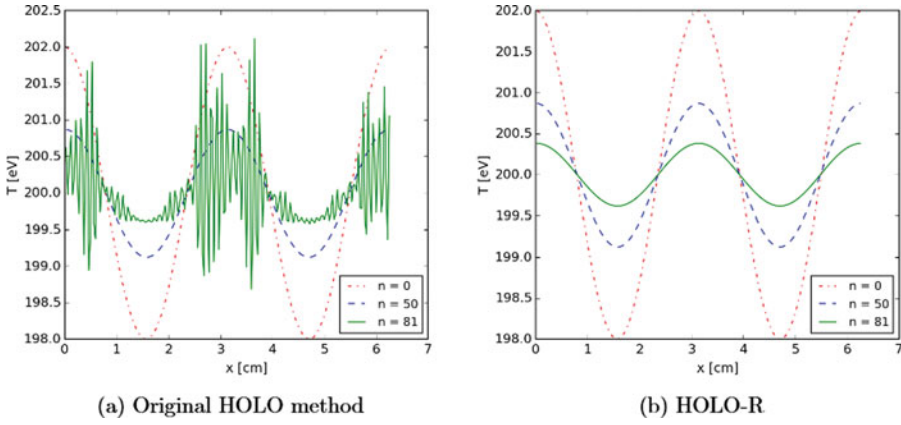 202.5
202.0
201.5
201.0
200.5
200.0
199.5
199.0
198.5
198.0
T [eV]
0 1 2 3 4 5 6 7
x [cm]
n = 0
n = 50
n = 81
(a) Original HOLO method
202.0
201.5
201.0
200.5
200.0
199.5
199.0
198.5
198.0
T [eV]
0 1 2 3 4 5 6 7
x [cm]
n = 0
n = 50
n = 81
(b) HOLO-R